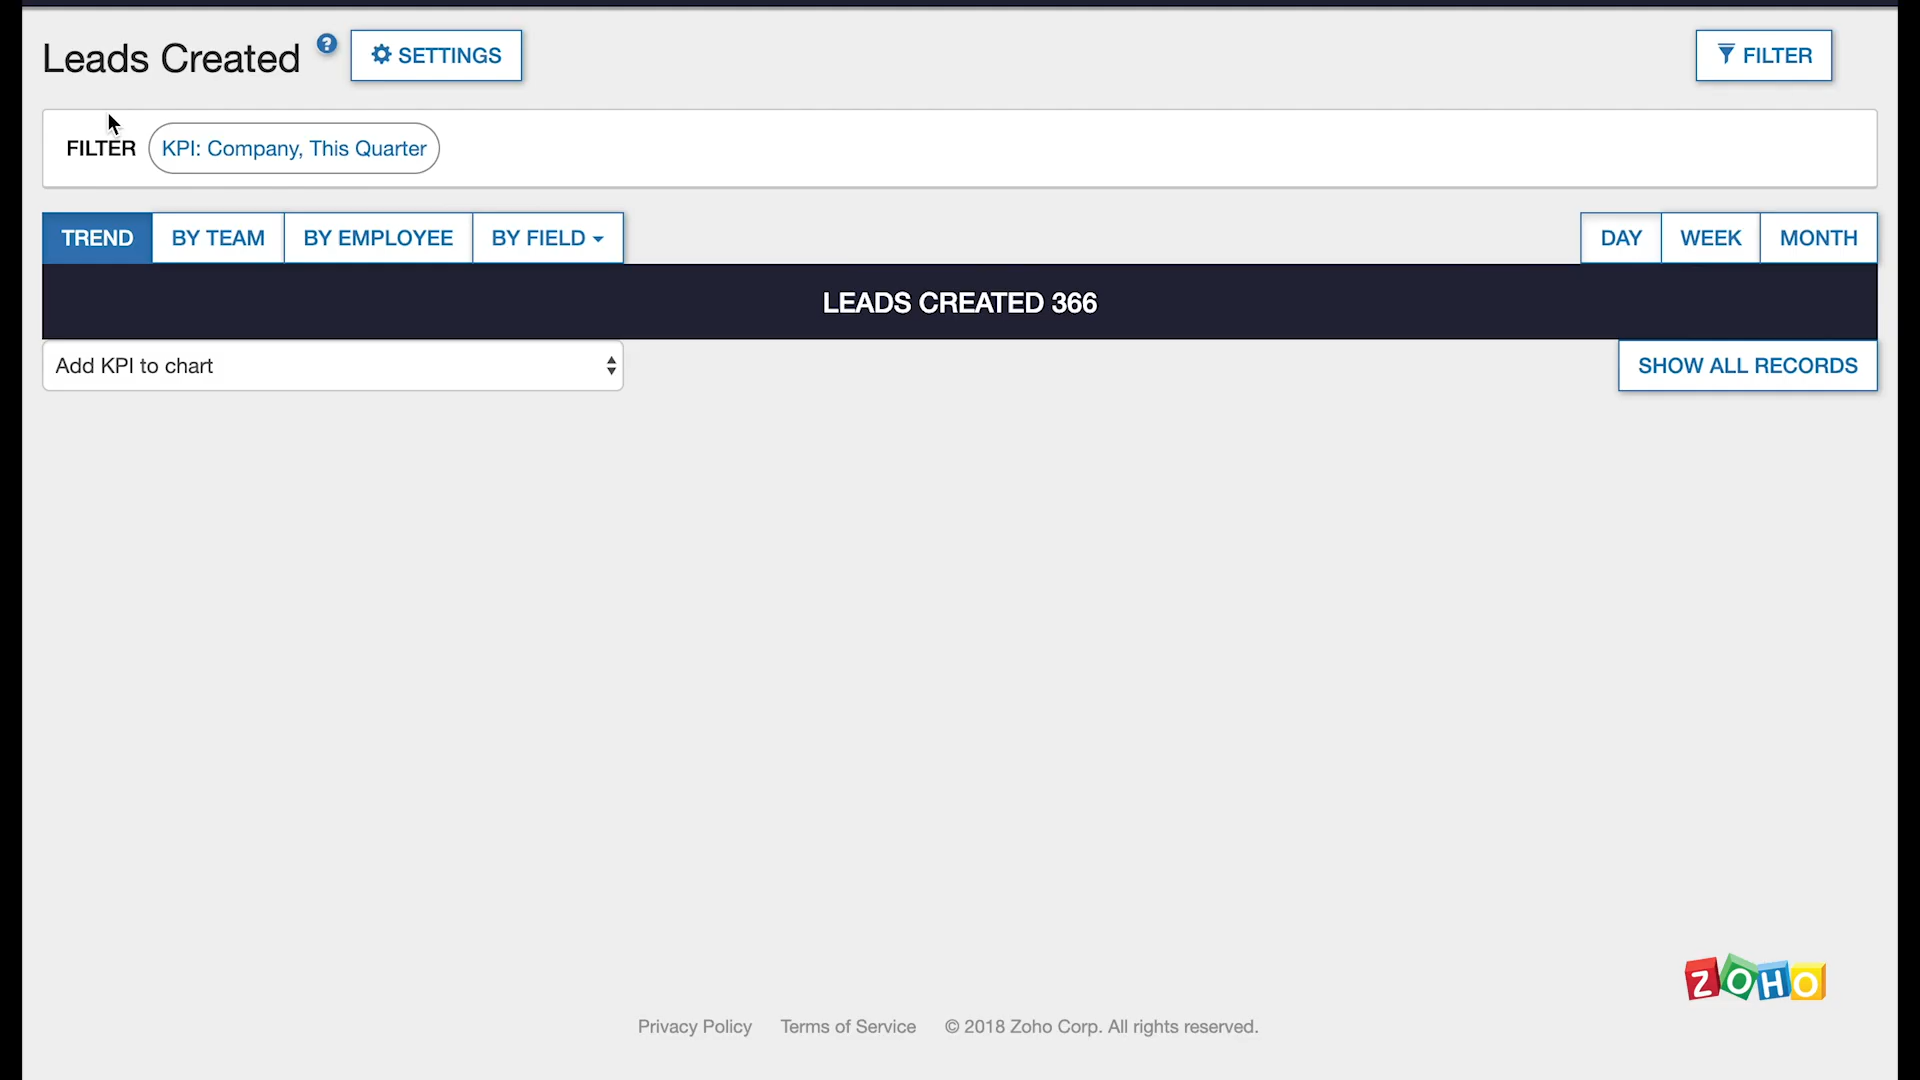 Leads Created ? SETTINGS FILTER
FILTER KPI: Company, This Quarter
TREND BY TEAM BY EMPLOYEE BY FIELD DAY WEEK MONTH
LEADS CREATED 366
Add KPI to chart SHOW ALL RECORDS
ZOHO
Privacy Policy Terms of Service © 2018 Zoho Corp. All rights reserved.